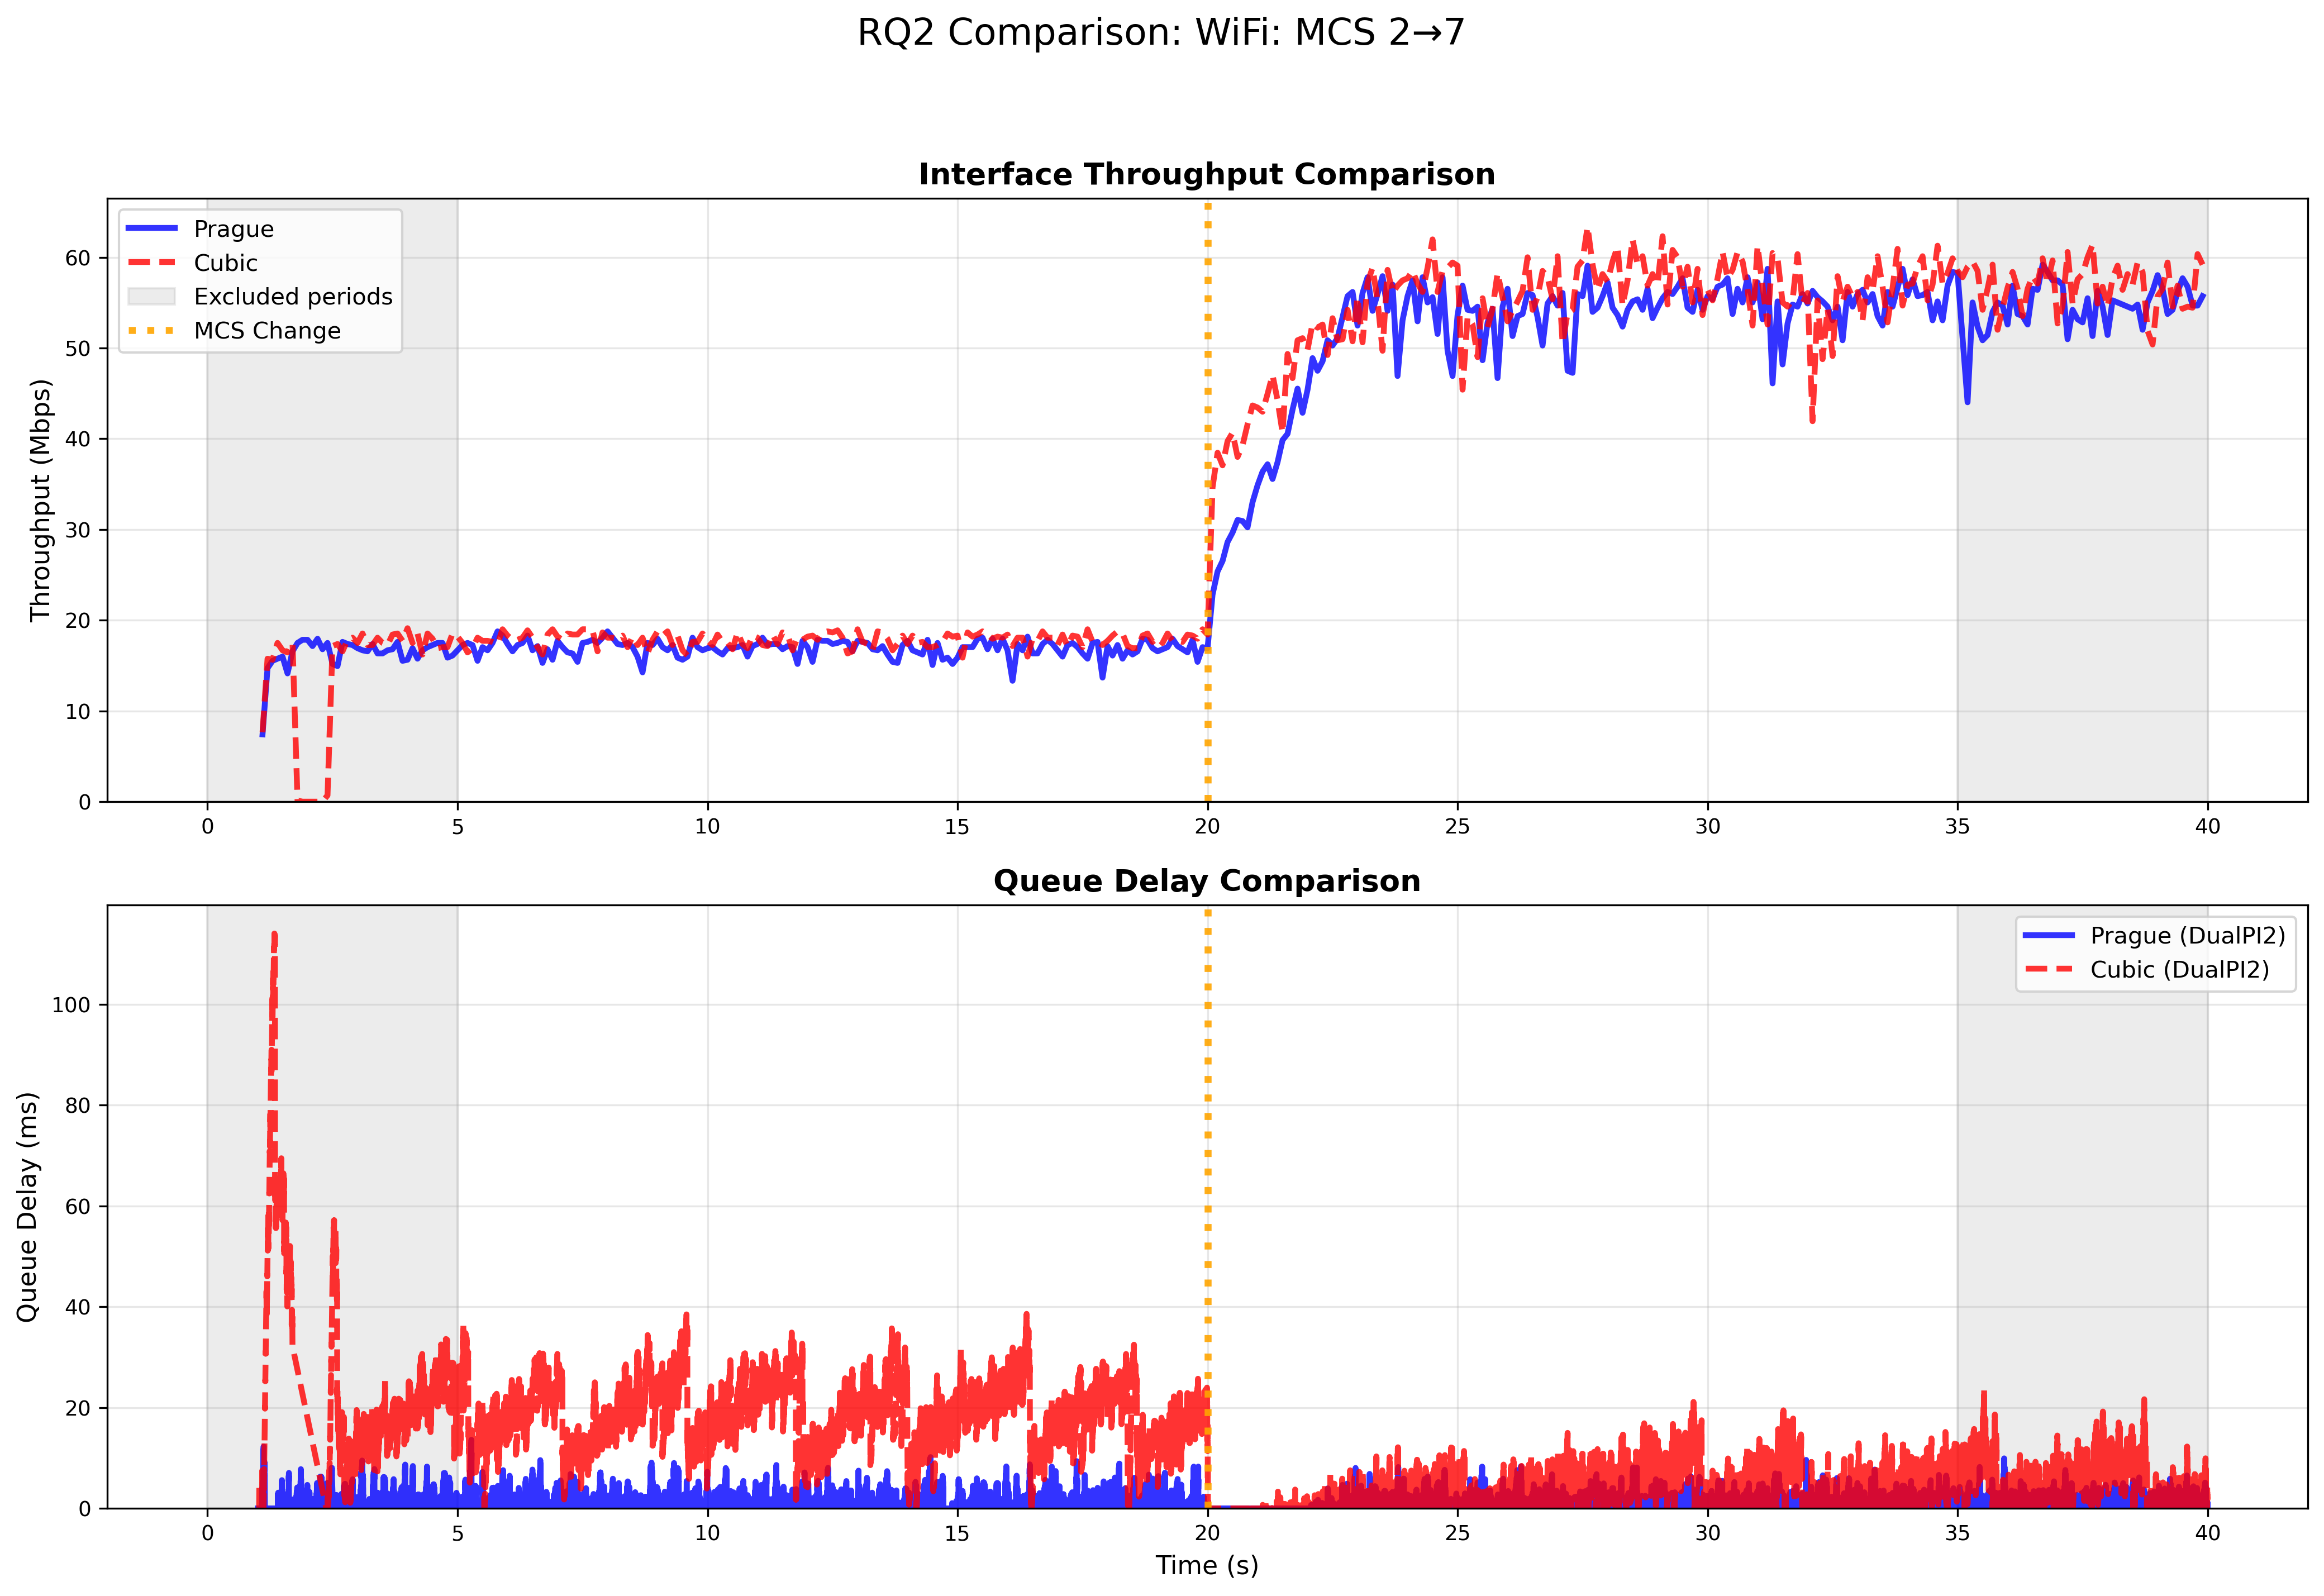 RQ2 Comparison: WiFi: MCS 2→7
Interface Throughput Comparison
Prague
Cubic
Excluded periods
MCS Change
Throughput (Mbps)
60
50
40
30
20
10
0
0 5 10 15 20 25 30 35 40
Queue Delay Comparison
Prague (DualPI2)
Cubic (DualPI2)
Queue Delay (ms)
100
80
60
40
20
0
0 5 10 15 20 25 30 35 40
Time (s)